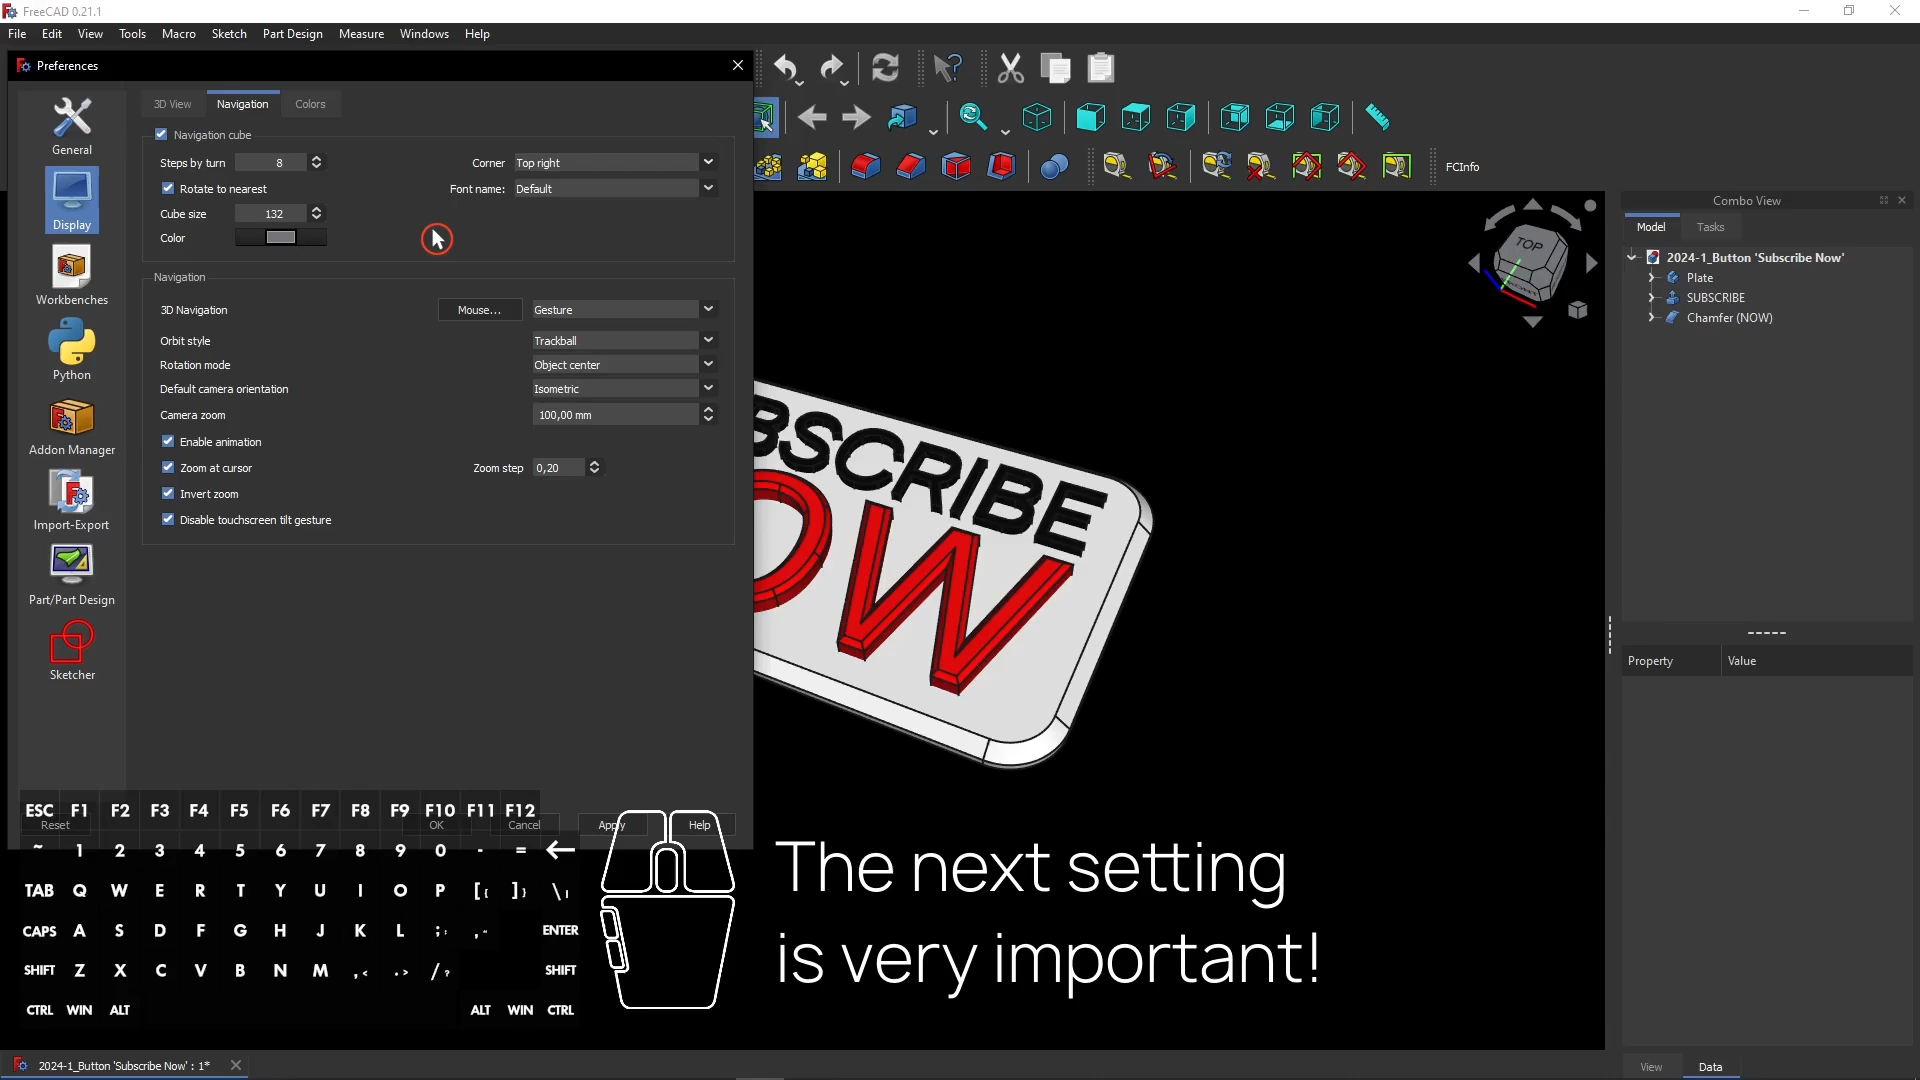 FreeCAD 0.21.1
File Edit View Tools Macro Sketch Part Design Measure Windows Help
Preferences
General
Display
Workbenches
Python
Addon Manager
Import-Export
Part/Part Design
Sketcher
3D View Navigation Colors
Navigation cube
Steps by turn 8 Corner Top right
Rotate to nearest Font name: Default
Cube size 132
Color
Navigation
3D Navigation Mouse... Gesture
Orbit style Trackball
Rotation mode Object center
Default camera orientation Isometric
Camera zoom 100,00 mm
Enable animation
Zoom at cursor Zoom step 0,20
Invert zoom
Disable touchscreen tilt gesture
Reset OK Cancel Apply Help
FCInfo
TOP
BSCRIBE
OW
Combo View
Model Tasks
2024-1_Button 'Subscribe Now'
Plate
SUBSCRIBE
Chamfer (NOW)
Property Value
ESC F1 F2 F3 F4 F5 F6 F7 F8 F9 F10 F11 F12
~ 1 2 3 4 5 6 7 8 9 0 - = ←
TAB Q W E R T Y U I O P [{ ]} \|
CAPS A S D F G H J K L ;: ,“ ENTER
SHIFT Z X C V B N M ,< .> /? SHIFT
CTRL WIN ALT ALT WIN CTRL
The next setting
is very important!
2024-1_Button 'Subscribe Now' : 1*
View Data